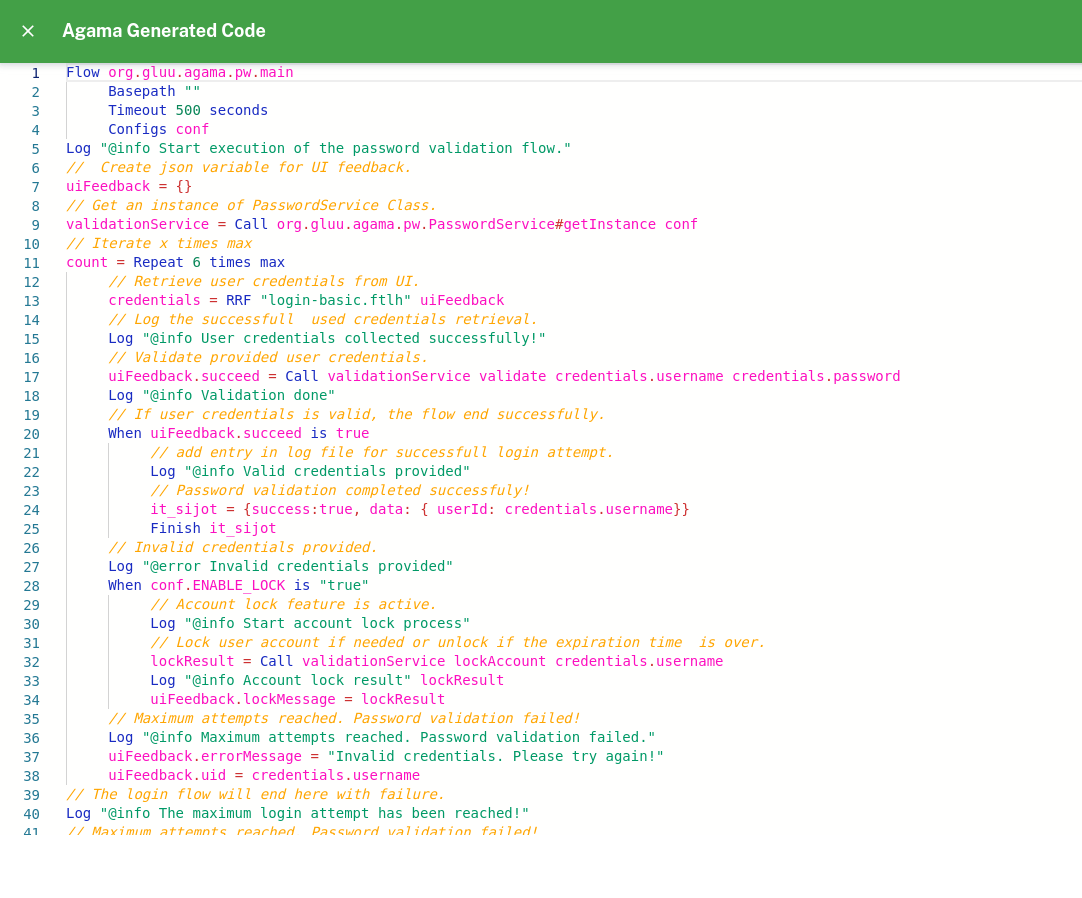 Agama Generated Code
1 Flow org.gluu.agama.pw.main
2      Basepath ""
3      Timeout 500 seconds
4      Configs conf
5 Log "@info Start execution of the password validation flow."
6 //  Create json variable for UI feedback.
7 uiFeedback = {}
8 // Get an instance of PasswordService Class.
9 validationService = Call org.gluu.agama.pw.PasswordService#getInstance conf
10 // Iterate x times max
11 count = Repeat 6 times max
12      // Retrieve user credentials from UI.
13      credentials = RRF "login-basic.ftlh" uiFeedback
14      // Log the successfull  used credentials retrieval.
15      Log "@info User credentials collected successfully!"
16      // Validate provided user credentials.
17      uiFeedback.succeed = Call validationService validate credentials.username credentials.password
18      Log "@info Validation done"
19      // If user credentials is valid, the flow end successfully.
20      When uiFeedback.succeed is true
21           // add entry in log file for successfull login attempt.
22           Log "@info Valid credentials provided"
23           // Password validation completed successfuly!
24           it_sijot = {success:true, data: { userId: credentials.username}}
25           Finish it_sijot
26      // Invalid credentials provided.
27      Log "@error Invalid credentials provided"
28      When conf.ENABLE_LOCK is "true"
29           // Account lock feature is active.
30           Log "@info Start account lock process"
31           // Lock user account if needed or unlock if the expiration time  is over.
32           lockResult = Call validationService lockAccount credentials.username
33           Log "@info Account lock result" lockResult
34           uiFeedback.lockMessage = lockResult
35      // Maximum attempts reached. Password validation failed!
36      Log "@info Maximum attempts reached. Password validation failed."
37      uiFeedback.errorMessage = "Invalid credentials. Please try again!"
38      uiFeedback.uid = credentials.username
39 // The login flow will end here with failure.
40 Log "@info The maximum login attempt has been reached!"
41 // Maximum attempts reached. Password validation failed!